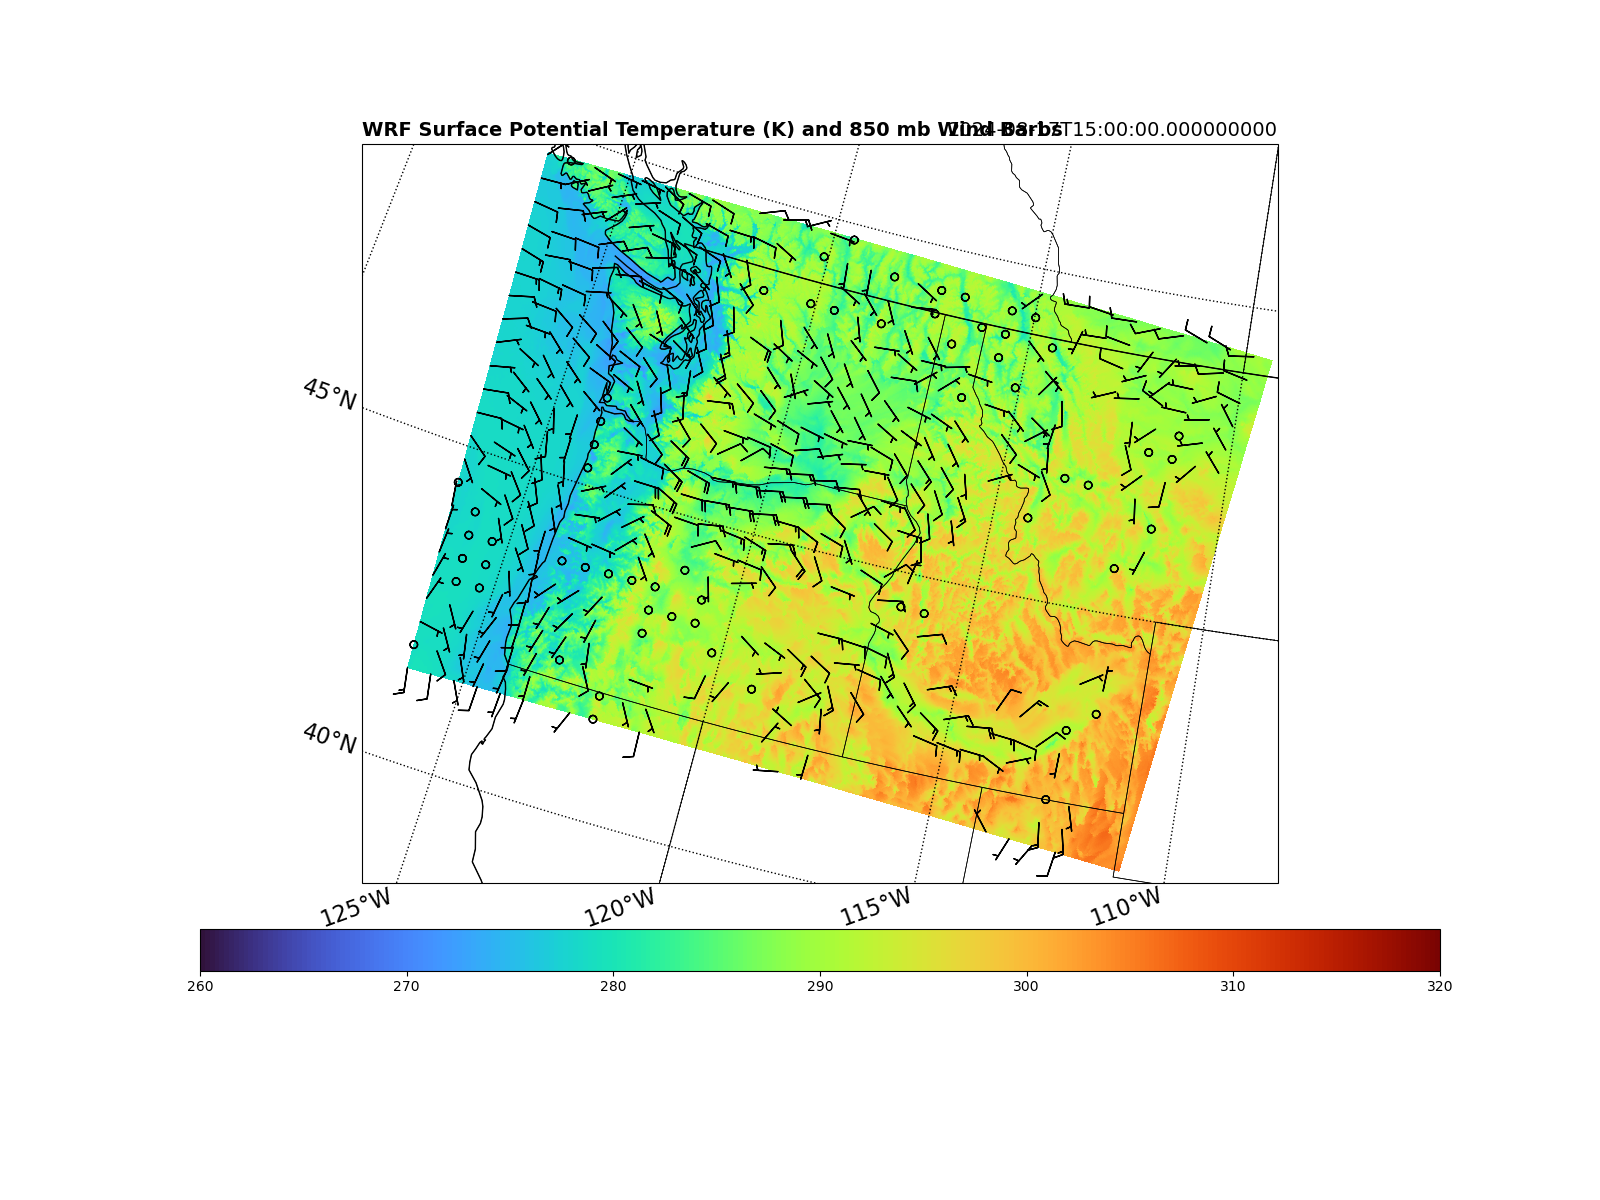 WRF Surface Potential Temperature (K) and 850 mb Wind Barbs
T15:00:00.000000000
45°N
40°N
125°W 120°W 115°W 110°W
260 270 280 290 300 310 320